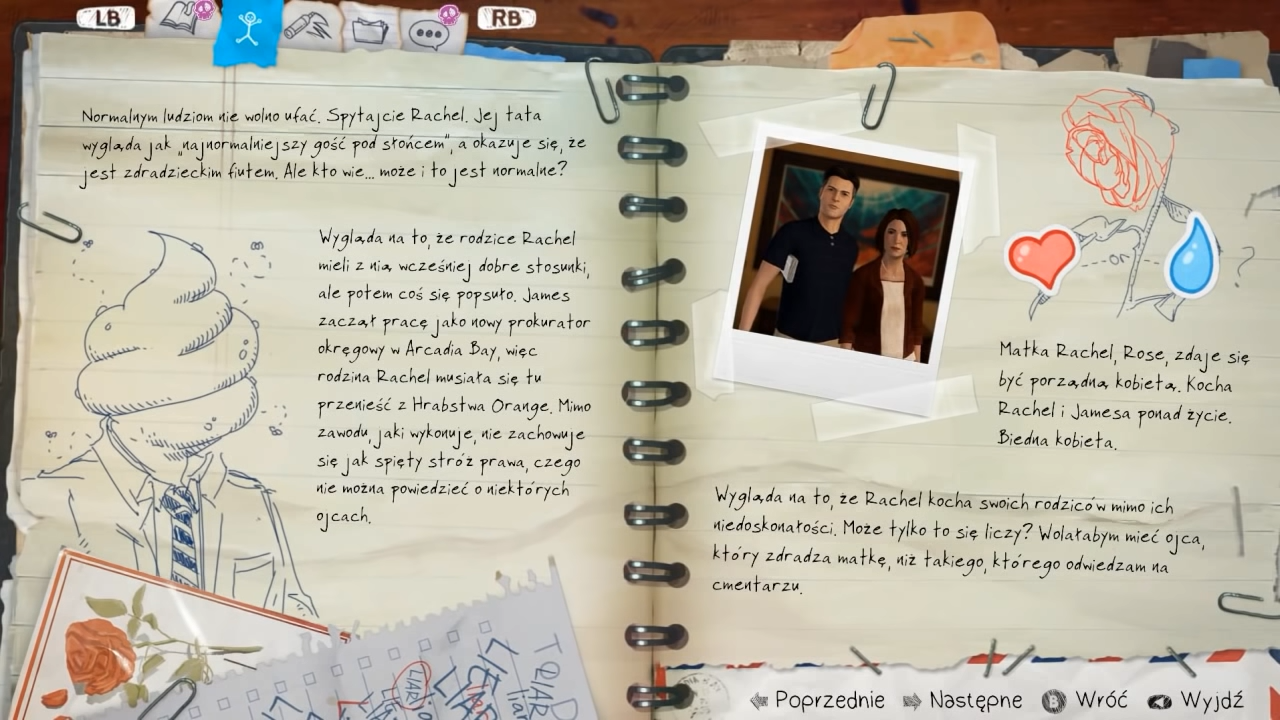 LB
RB
Normalnym ludziom nie wolno ufać. Spytajcie Rachel. Jej tata
wygląda jak „najnormalniejszy gość pod słońcem", a okazuje się, że
jest zdradzieckim fiutem. Ale kto wie... może i to jest normalne?
Wygląda na to, że rodzice Rachel
mieli z nią wcześniej dobre stosunki,
ale potem coś się popsuło. James
zaczął pracę jako nowy prokurator
okręgowy w Arcadia Bay, więc
rodzina Rachel musiała się tu
przenieść z Hrabstwa Orange. Mimo
zawodu, jaki wykonuje, nie zachowuje
się jak spięty stróż prawa, czego
nie można powiedzieć o niektórych
ojcach.
LIAR
-or-
?
Matka Rachel, Rose, zdaje się
być porządną kobietą. Kocha
Rachel i Jamesa ponad życie.
Biedna kobieta.
Wygląda na to, że Rachel kocha swoich rodziców mimo ich
niedoskonałości. Może tylko to się liczy? Wolałabym mieć ojca,
który zdradza matkę, niż takiego, którego odwiedzam na
cmentarzu.
Poprzednie Następne B Wróć Wyjdź